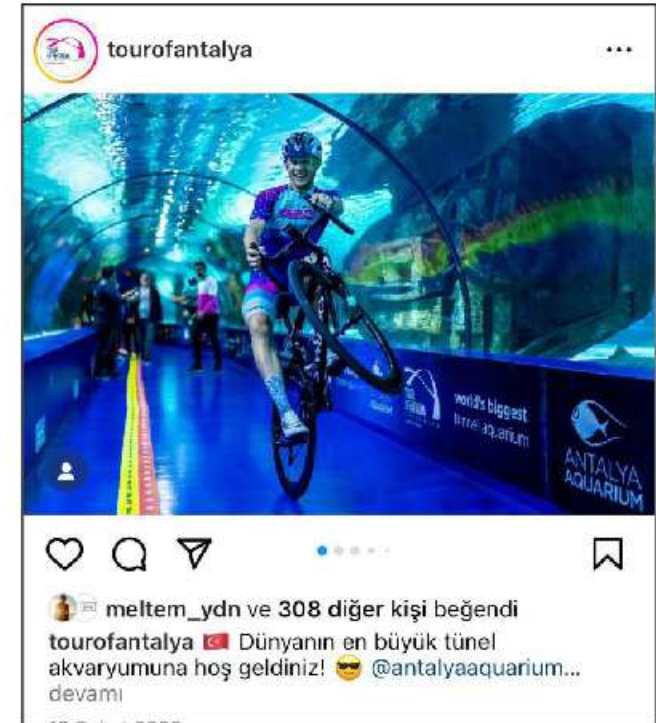 tourofantalya
world's biggest
tunnel aquarium
ANTALYA
AQUARIUM
meltem_ydn ve 308 diğer kişi beğendi
tourofantalya 🇹🇷 Dünyanın en büyük tünel
akvaryumuna hoş geldiniz! 😎 @antalyaaquarium...
devamı